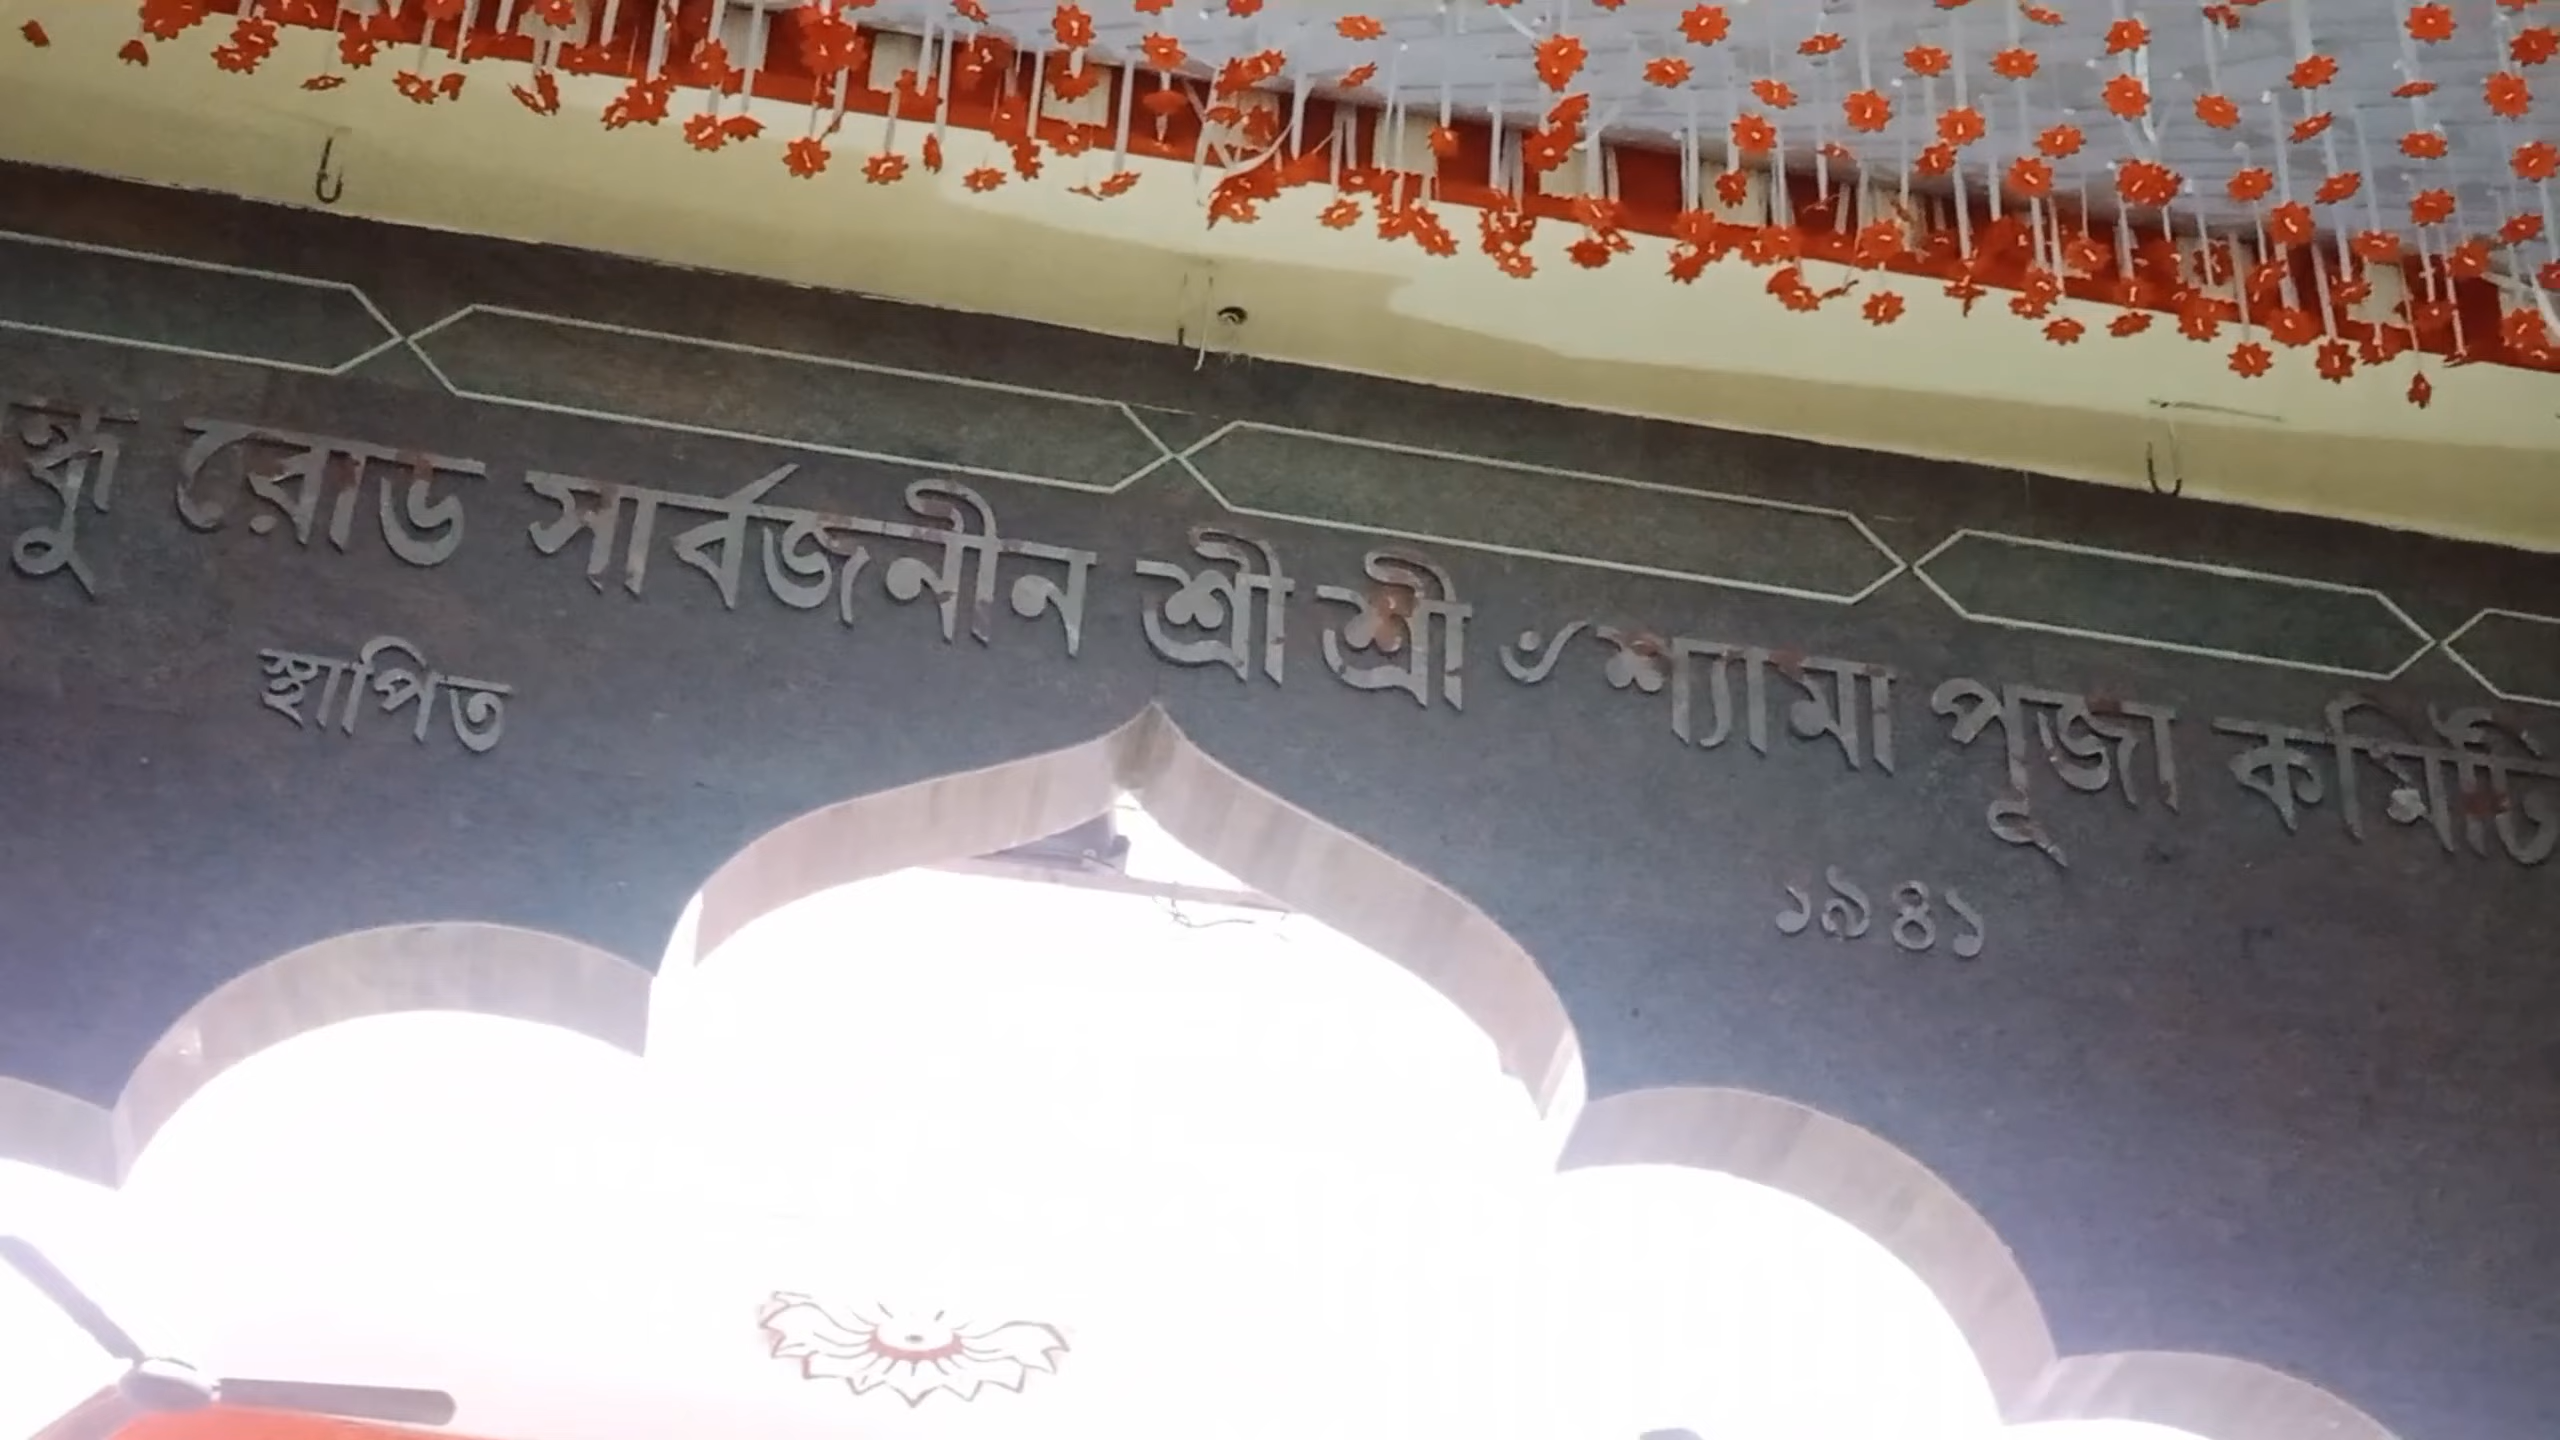 ন্ধু রোড সার্বজনীন শ্রী শ্রী ৺শ্যামা পূজা কমিটি
স্থাপিত ১৯৪১